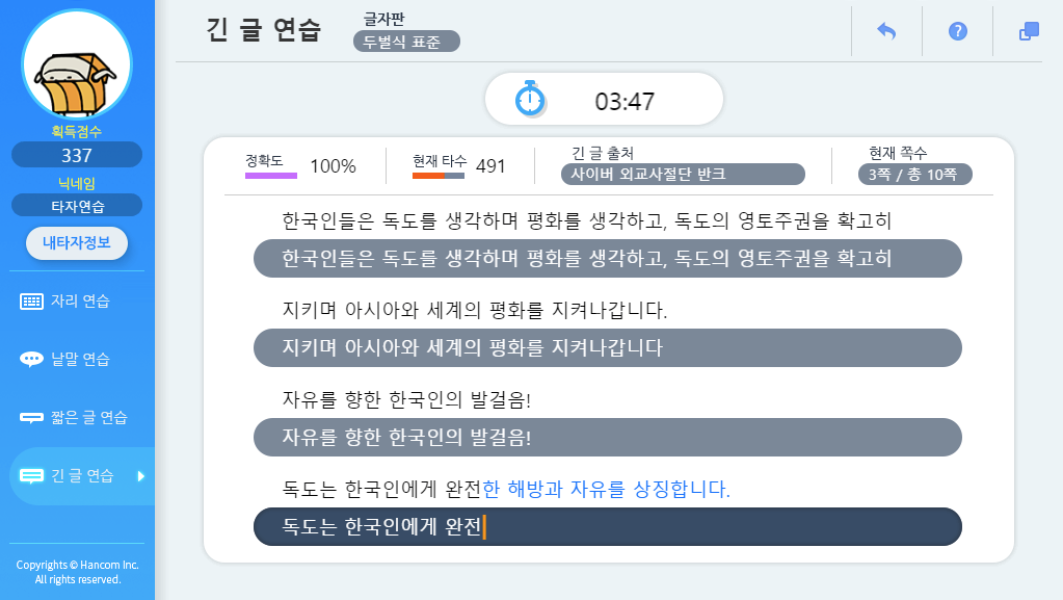 긴 글 연습
글자판
두벌식 표준
?
획득점수
337
닉네임
타자연습
내타자정보
자리 연습
낱말 연습
짧은 글 연습
긴 글 연습
Copyrights © Hancom Inc.
All rights reserved.
03:47
정확도 100%
현재 타수 491
긴 글 출처
사이버 외교사절단 반크
현재 쪽수
3쪽 / 총 10쪽
한국인들은 독도를 생각하며 평화를 생각하고, 독도의 영토주권을 확고히
한국인들은 독도를 생각하며 평화를 생각하고, 독도의 영토주권을 확고히
지키며 아시아와 세계의 평화를 지켜나갑니다.
지키며 아시아와 세계의 평화를 지켜나갑니다
자유를 향한 한국인의 발걸음!
자유를 향한 한국인의 발걸음!
독도는 한국인에게 완전한 해방과 자유를 상징합니다.
독도는 한국인에게 완전